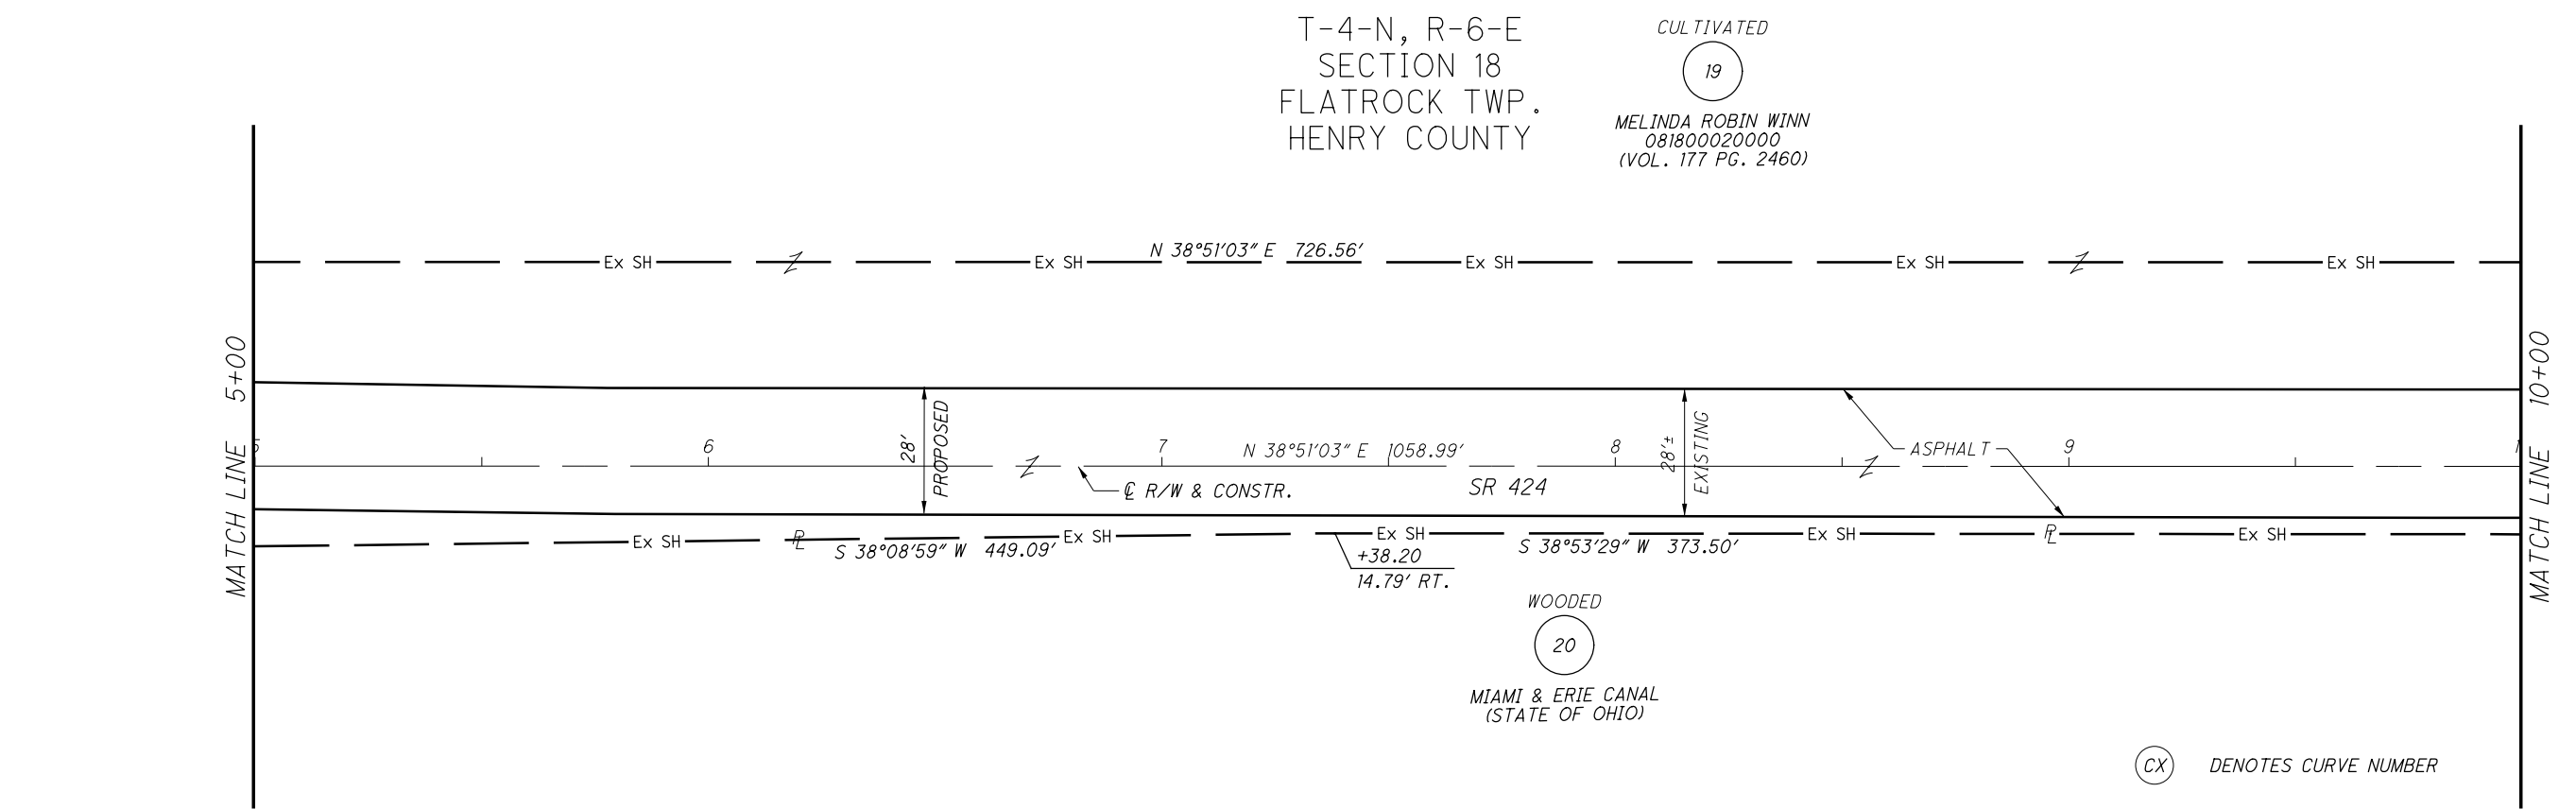 T-4-N, R-6-E
SECTION 18
FLATROCK TWP.
HENRY COUNTY
CULTIVATED
19
MELINDA ROBIN WINN
081800020000
(VOL. 177 PG. 2460)
N 38°51'03" E 726.56'
Ex SH
Ex SH
Ex SH
Ex SH
Ex SH
MATCH LINE 5+00
5
6
7
8
9
1
28'
PROPOSED
N 38°51'03" E 1058.99'
28'±
EXISTING
ASPHALT
℄ R/W & CONSTR.
SR 424
MATCH LINE 10+00
Ex SH
Ex SH
Ex SH
Ex SH
Ex SH
PL
PL
S 38°08'59" W 449.09'
S 38°53'29" W 373.50'
+38.20
14.79' RT.
WOODED
20
MIAMI & ERIE CANAL
(STATE OF OHIO)
CX DENOTES CURVE NUMBER